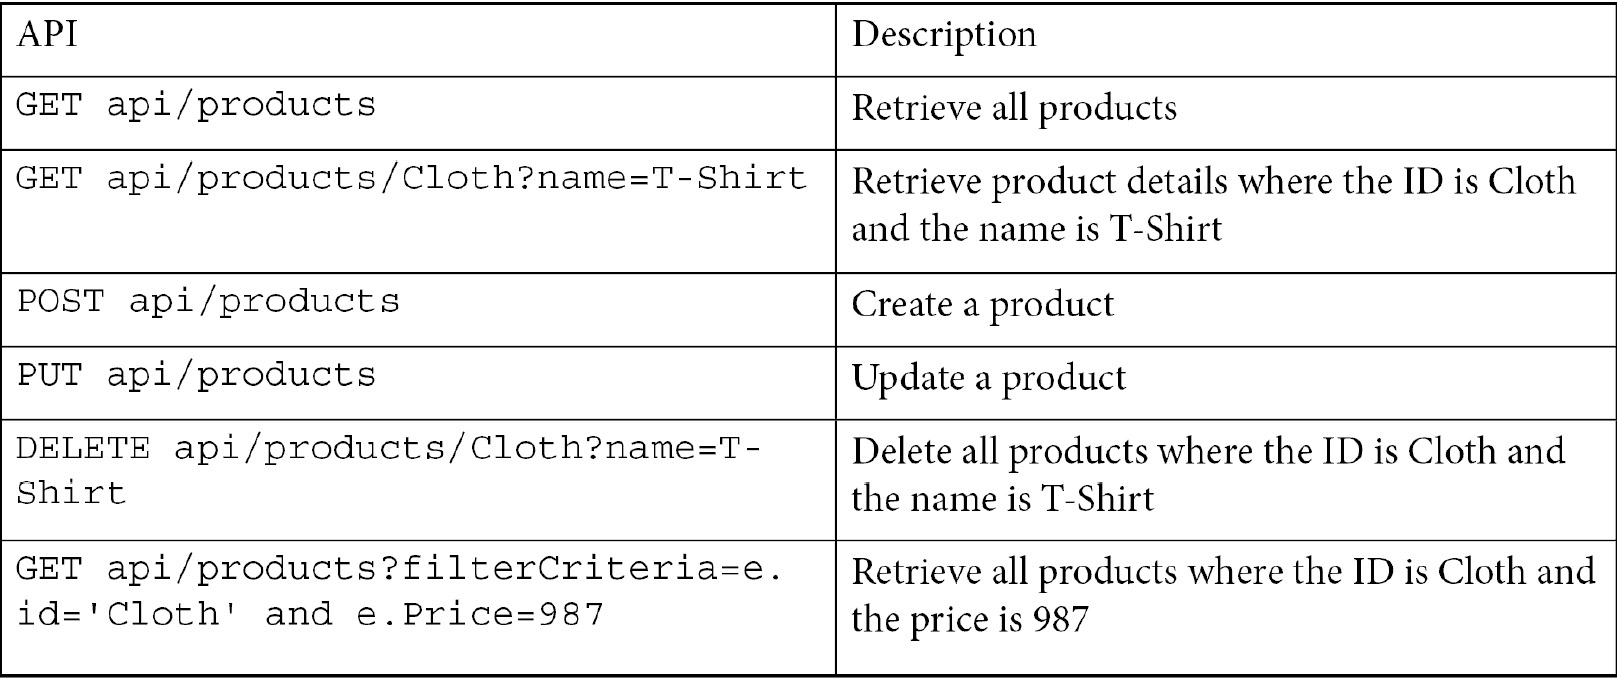 API
Description
GET api/products
Retrieve all products
GET api/products/Cloth?name=T-Shirt
Retrieve product details where the ID is Cloth
and the name is T-Shirt
POST api/products
Create a product
PUT api/products
Update a product
DELETE api/products/Cloth?name=T-
Shirt
Delete all products where the ID is Cloth and
the name is T-Shirt
GET api/products?filterCriteria=e.
id='Cloth' and e.Price=987
Retrieve all products where the ID is Cloth and
the price is 987